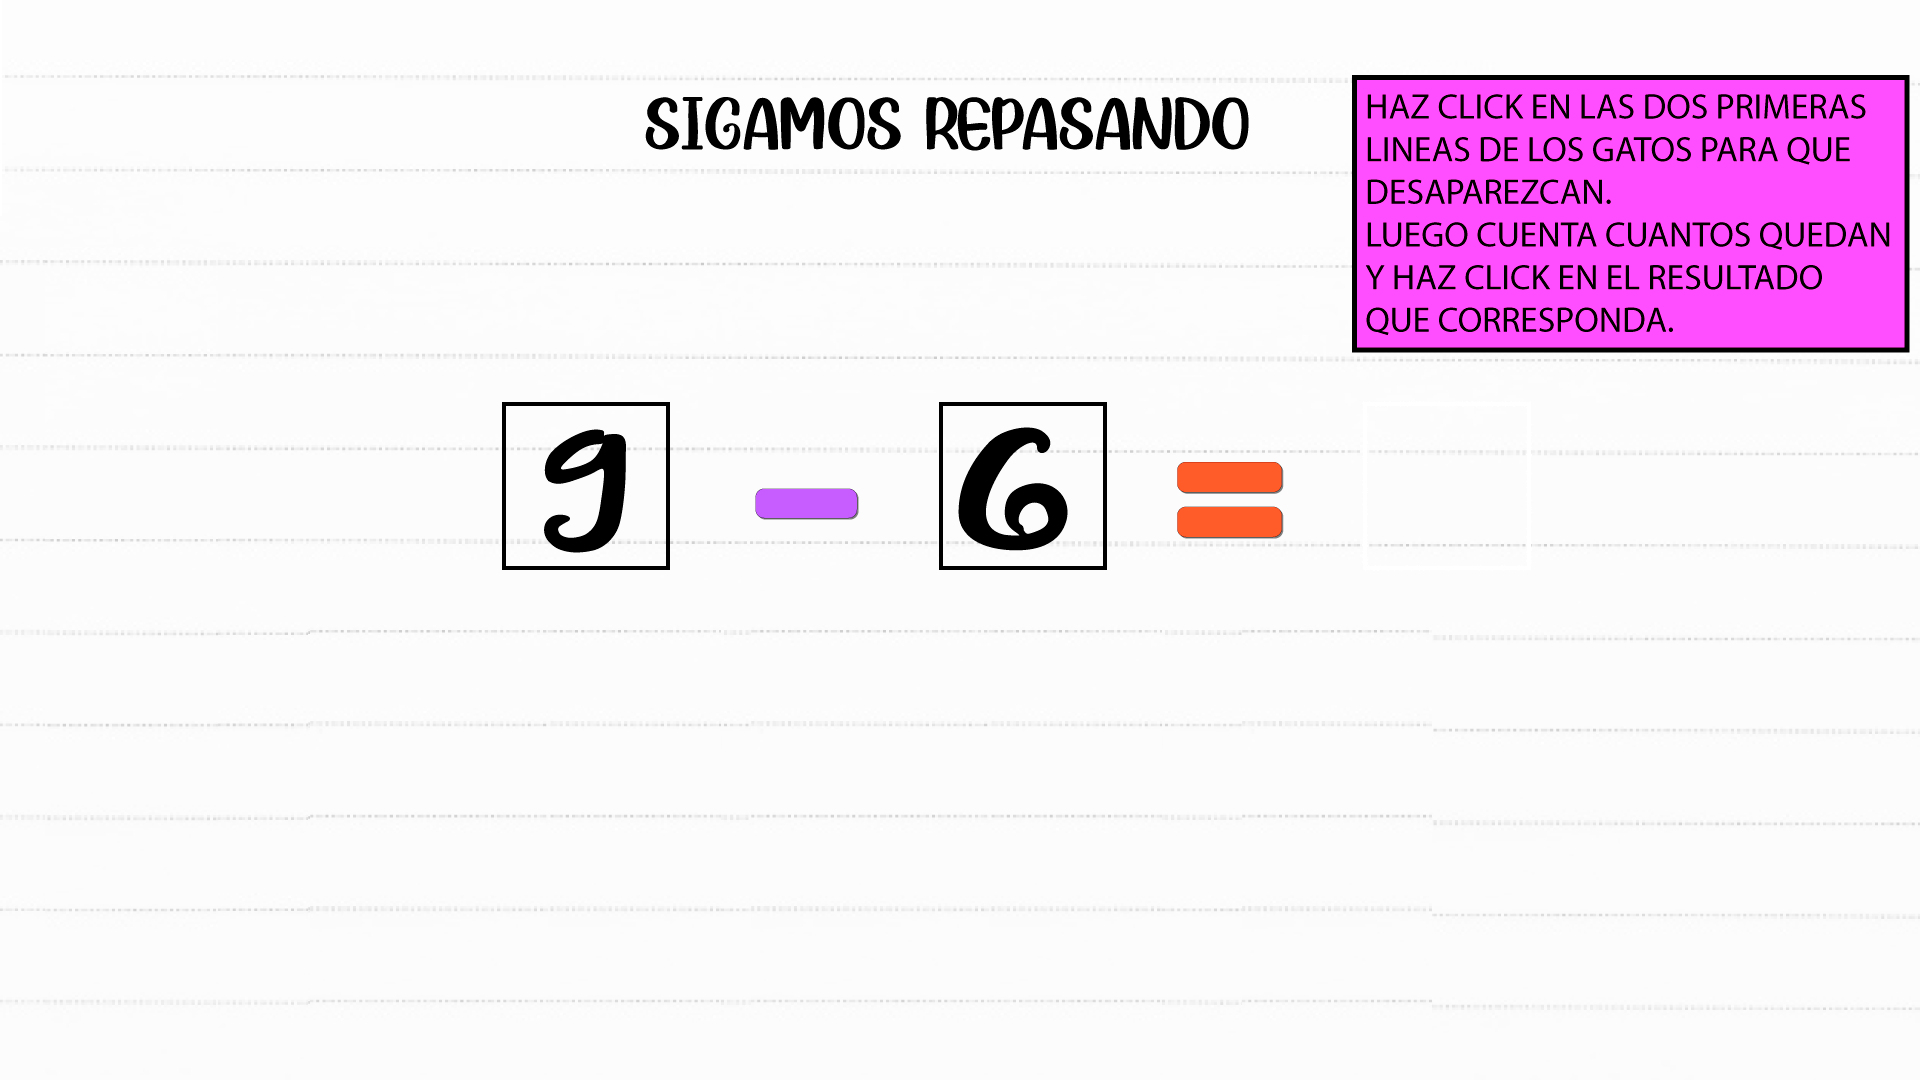 SIGAMOS REPASANDO
HAZ CLICK EN LAS DOS PRIMERAS
LINEAS DE LOS GATOS PARA QUE
DESAPAREZCAN.
LUEGO CUENTA CUANTOS QUEDAN
Y HAZ CLICK EN EL RESULTADO
QUE CORRESPONDA.
9 - 6 =